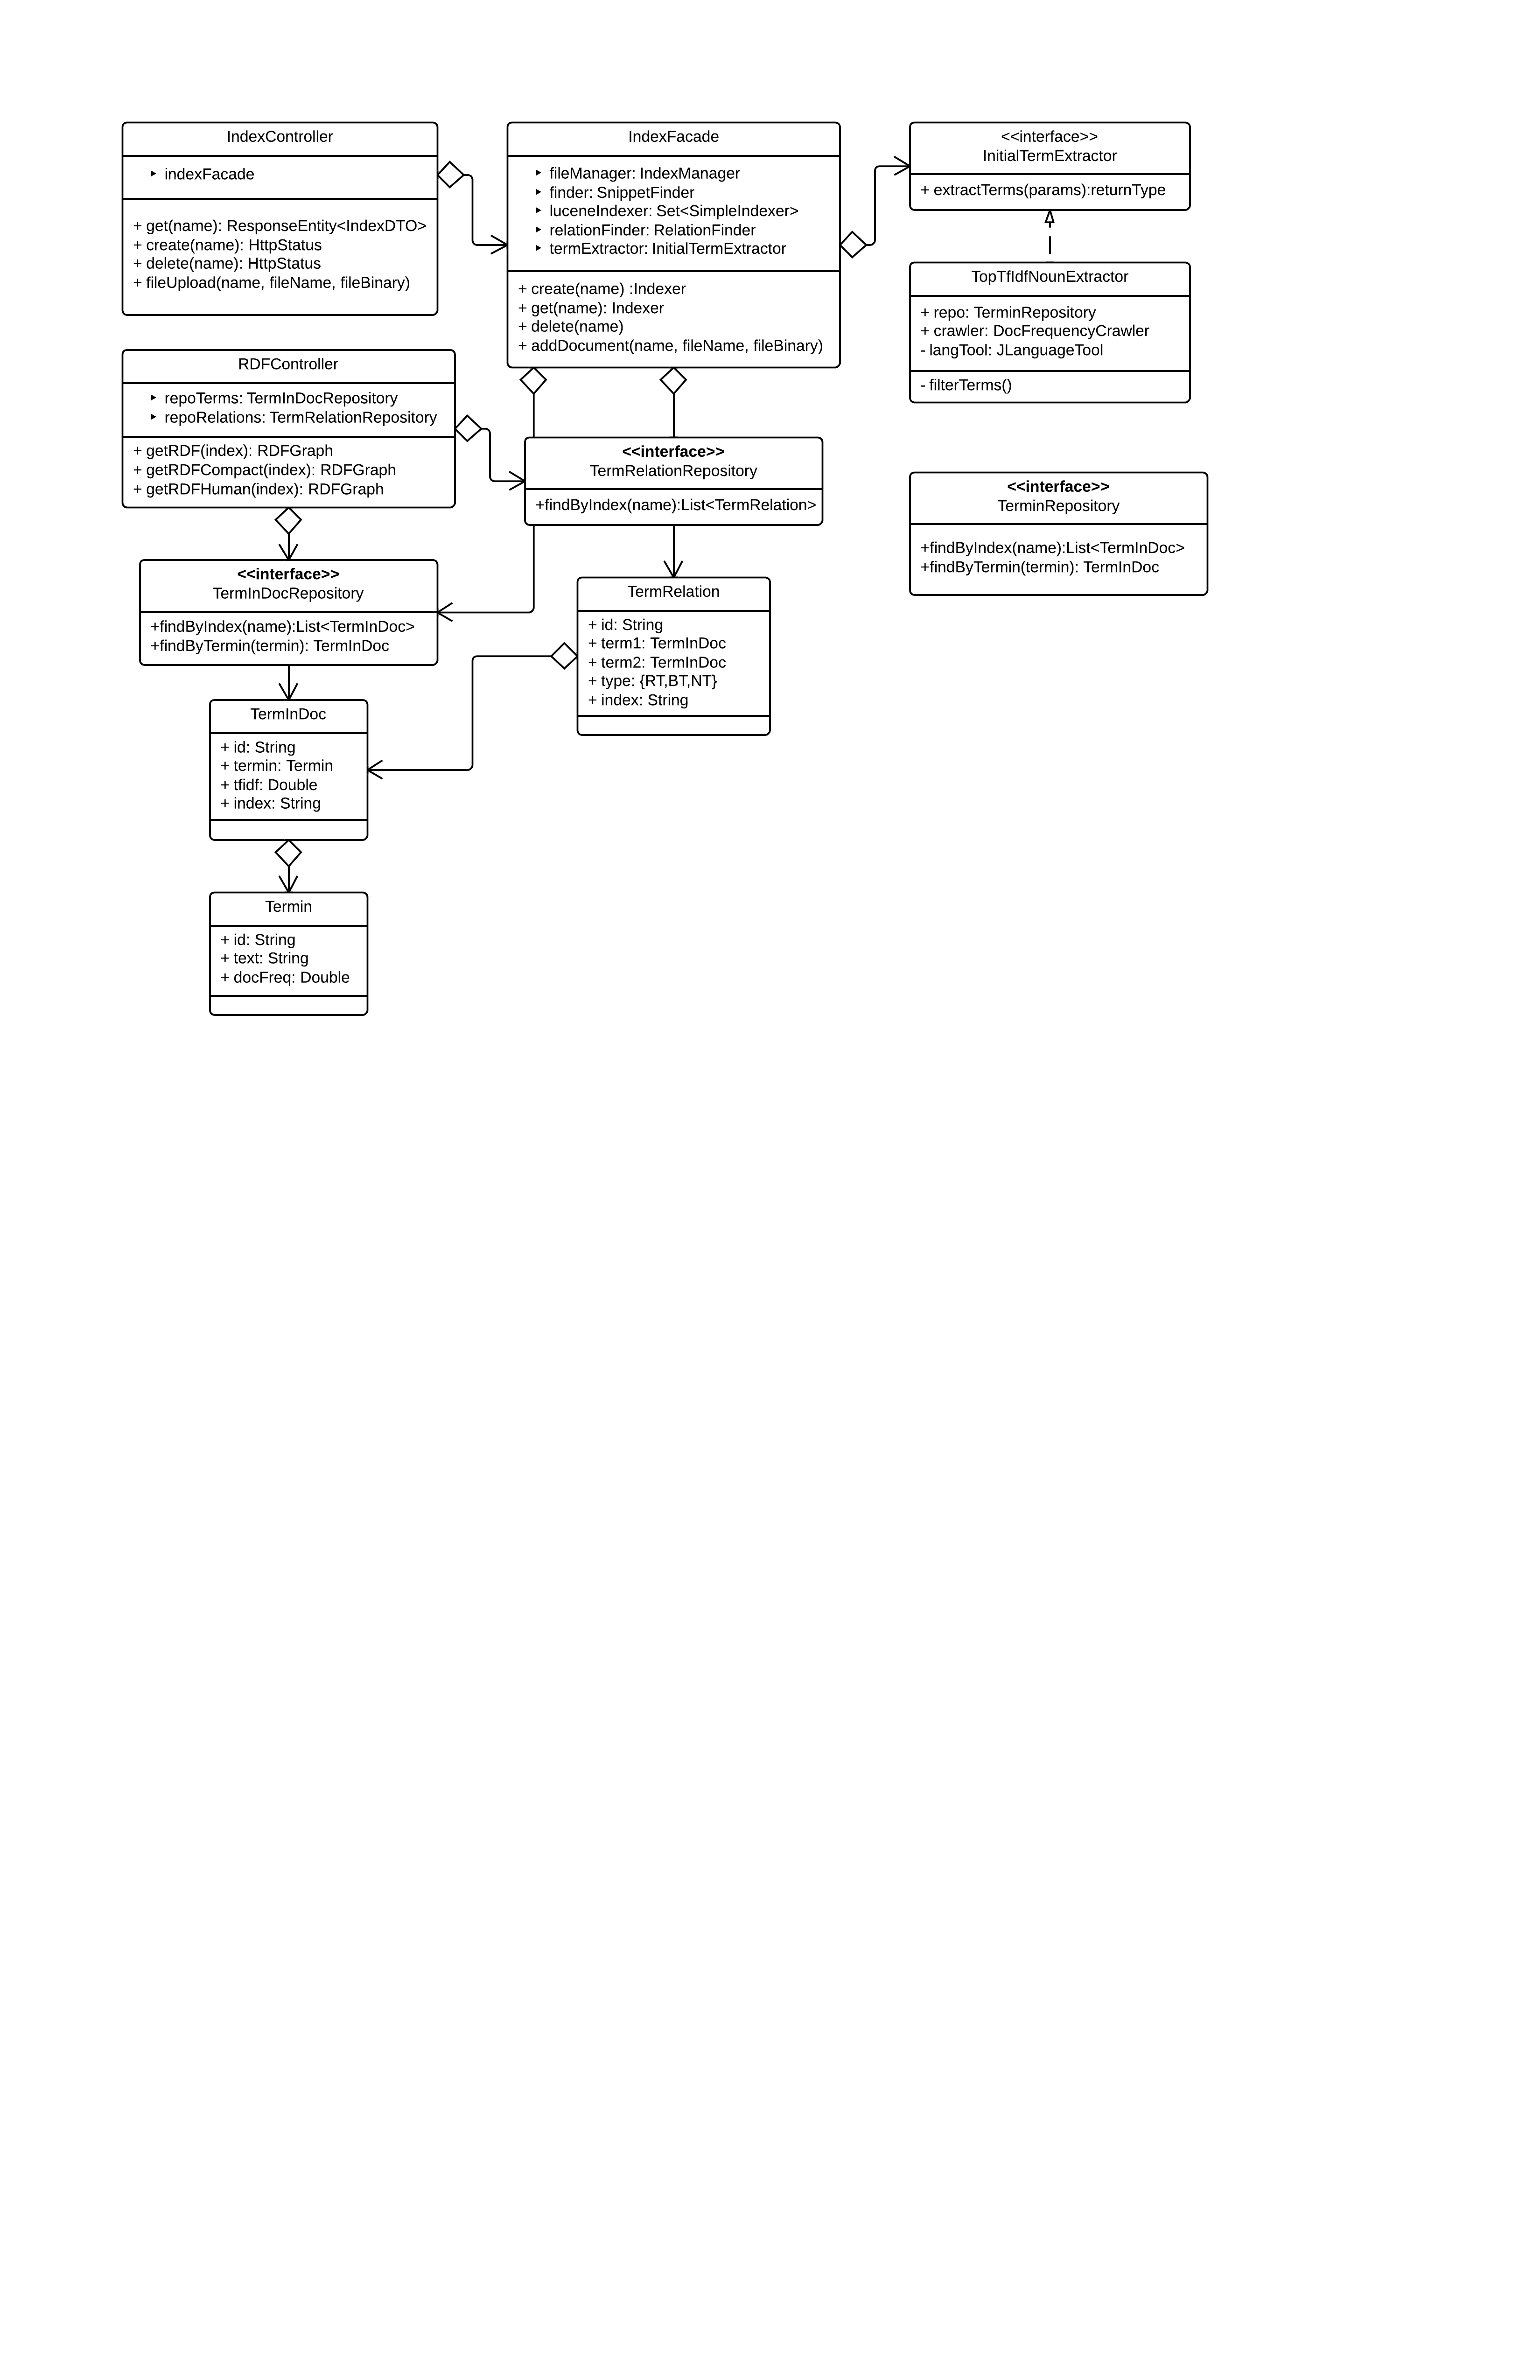 IndexController
‣ indexFacade
+ get(name): ResponseEntity<IndexDTO>
+ create(name): HttpStatus
+ delete(name): HttpStatus
+ fileUpload(name, fileName, fileBinary)
IndexFacade
‣ fileManager: IndexManager
‣ finder: SnippetFinder
‣ luceneIndexer: Set<SimpleIndexer>
‣ relationFinder: RelationFinder
‣ termExtractor: InitialTermExtractor
+ create(name) :Indexer
+ get(name): Indexer
+ delete(name)
+ addDocument(name, fileName, fileBinary)
<<interface>>
InitialTermExtractor
+ extractTerms(params):returnType
TopTfIdfNounExtractor
+ repo: TerminRepository
+ crawler: DocFrequencyCrawler
- langTool: JLanguageTool
- filterTerms()
RDFController
‣ repoTerms: TermInDocRepository
‣ repoRelations: TermRelationRepository
+ getRDF(index): RDFGraph
+ getRDFCompact(index): RDFGraph
+ getRDFHuman(index): RDFGraph
<<interface>>
TermRelationRepository
+findByIndex(name):List<TermRelation>
<<interface>>
TerminRepository
+findByIndex(name):List<TermInDoc>
+findByTermin(termin): TermInDoc
<<interface>>
TermInDocRepository
+findByIndex(name):List<TermInDoc>
+findByTermin(termin): TermInDoc
TermRelation
+ id: String
+ term1: TermInDoc
+ term2: TermInDoc
+ type: {RT,BT,NT}
+ index: String
TermInDoc
+ id: String
+ termin: Termin
+ tfidf: Double
+ index: String
Termin
+ id: String
+ text: String
+ docFreq: Double